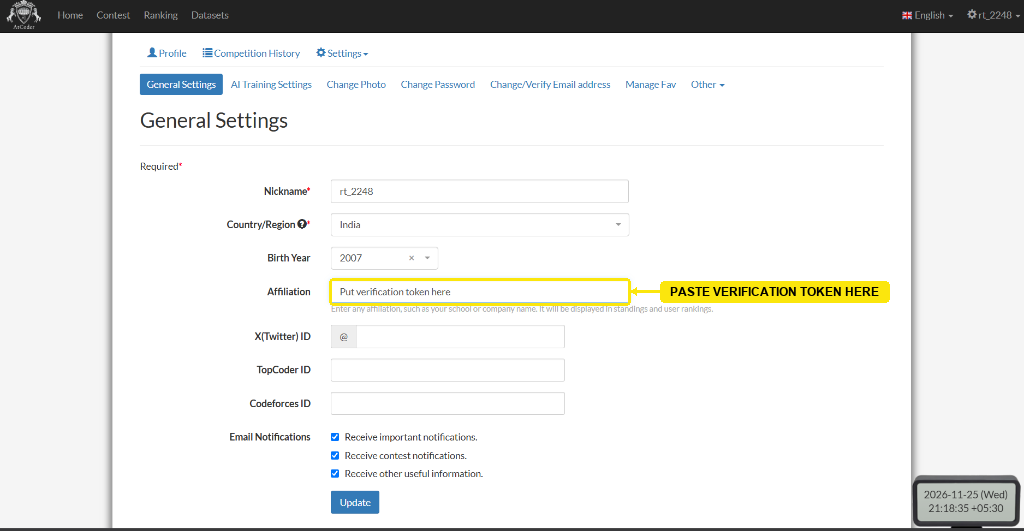 AtCoder
Home Contest Ranking Datasets English rt_2248
Profile Competition History Settings
General Settings AI Training Settings Change Photo Change Password Change/Verify Email address Manage Fav Other
General Settings
Required*
Nickname* rt_2248
Country/Region * India
Birth Year 2007 ×
Affiliation Put verification token here PASTE VERIFICATION TOKEN HERE
Enter any affiliation, such as your school or company name. It will be displayed in standings and user rankings.
X(Twitter) ID @
TopCoder ID
Codeforces ID
Email Notifications Receive important notifications.
Receive contest notifications.
Receive other useful information.
Update
2026-11-25 (Wed)
21:18:35 +05:30